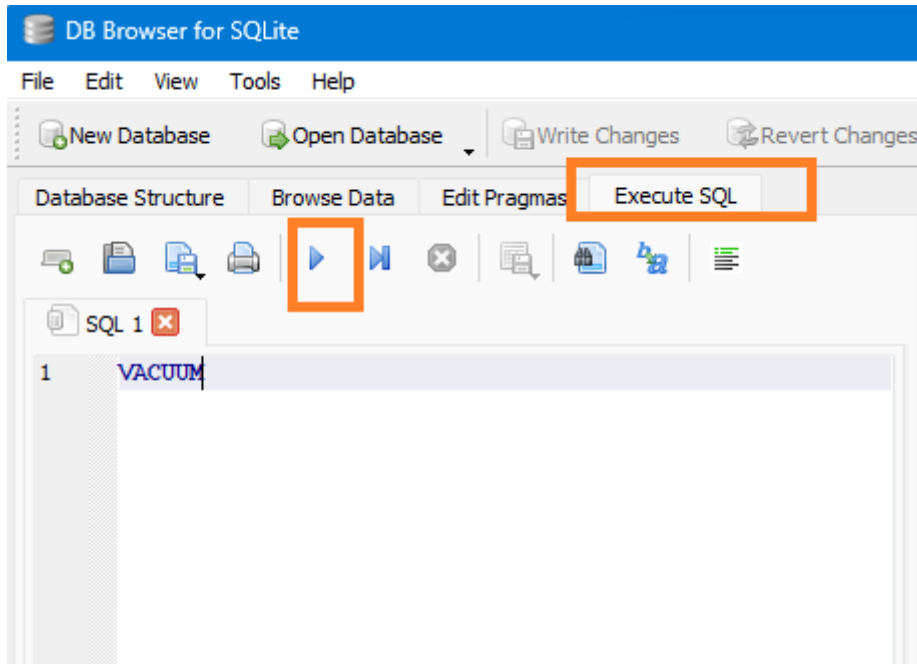 DB Browser for SQLite
File Edit View Tools Help
New Database Open Database Write Changes Revert Changes
Database Structure Browse Data Edit Pragmas Execute SQL
SQL 1
1 VACUUM